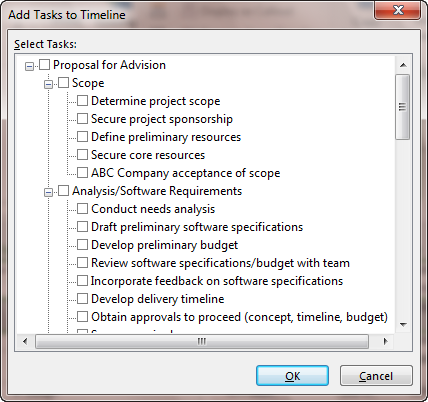 Add Tasks to Timeline
Select Tasks:
Proposal for Advision
Scope
Determine project scope
Secure project sponsorship
Define preliminary resources
Secure core resources
ABC Company acceptance of scope
Analysis/Software Requirements
Conduct needs analysis
Draft preliminary software specifications
Develop preliminary budget
Review software specifications/budget with team
Incorporate feedback on software specifications
Develop delivery timeline
Obtain approvals to proceed (concept, timeline, budget)
OK
Cancel